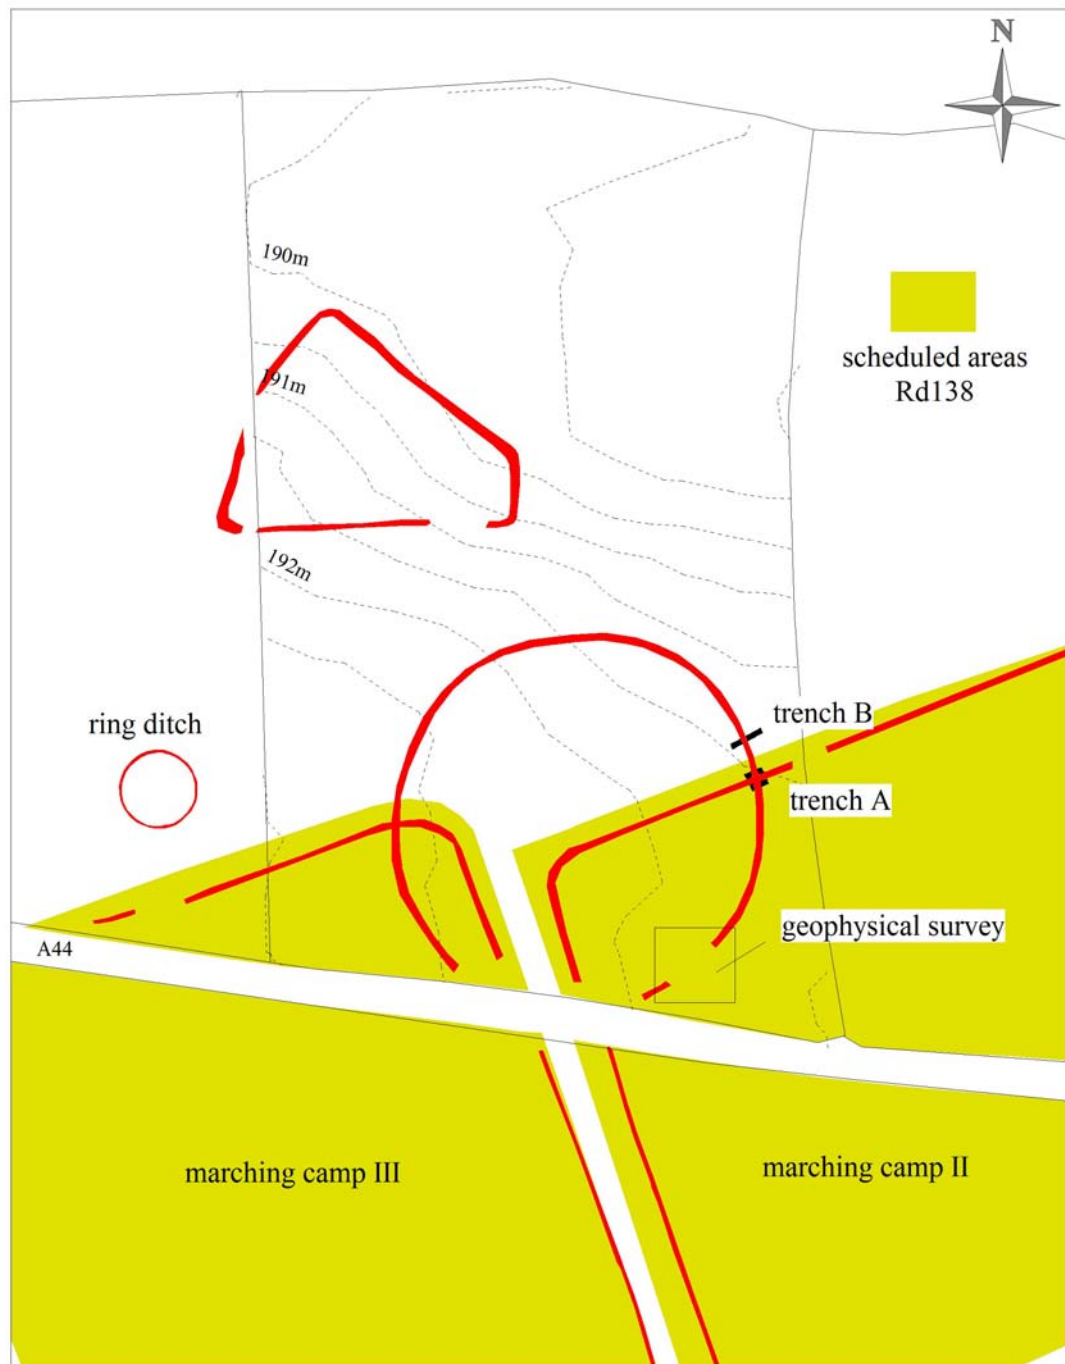 N
190m
scheduled areas
Rd138
191m
192m
ring ditch
trench B
trench A
geophysical survey
A44
marching camp III
marching camp II